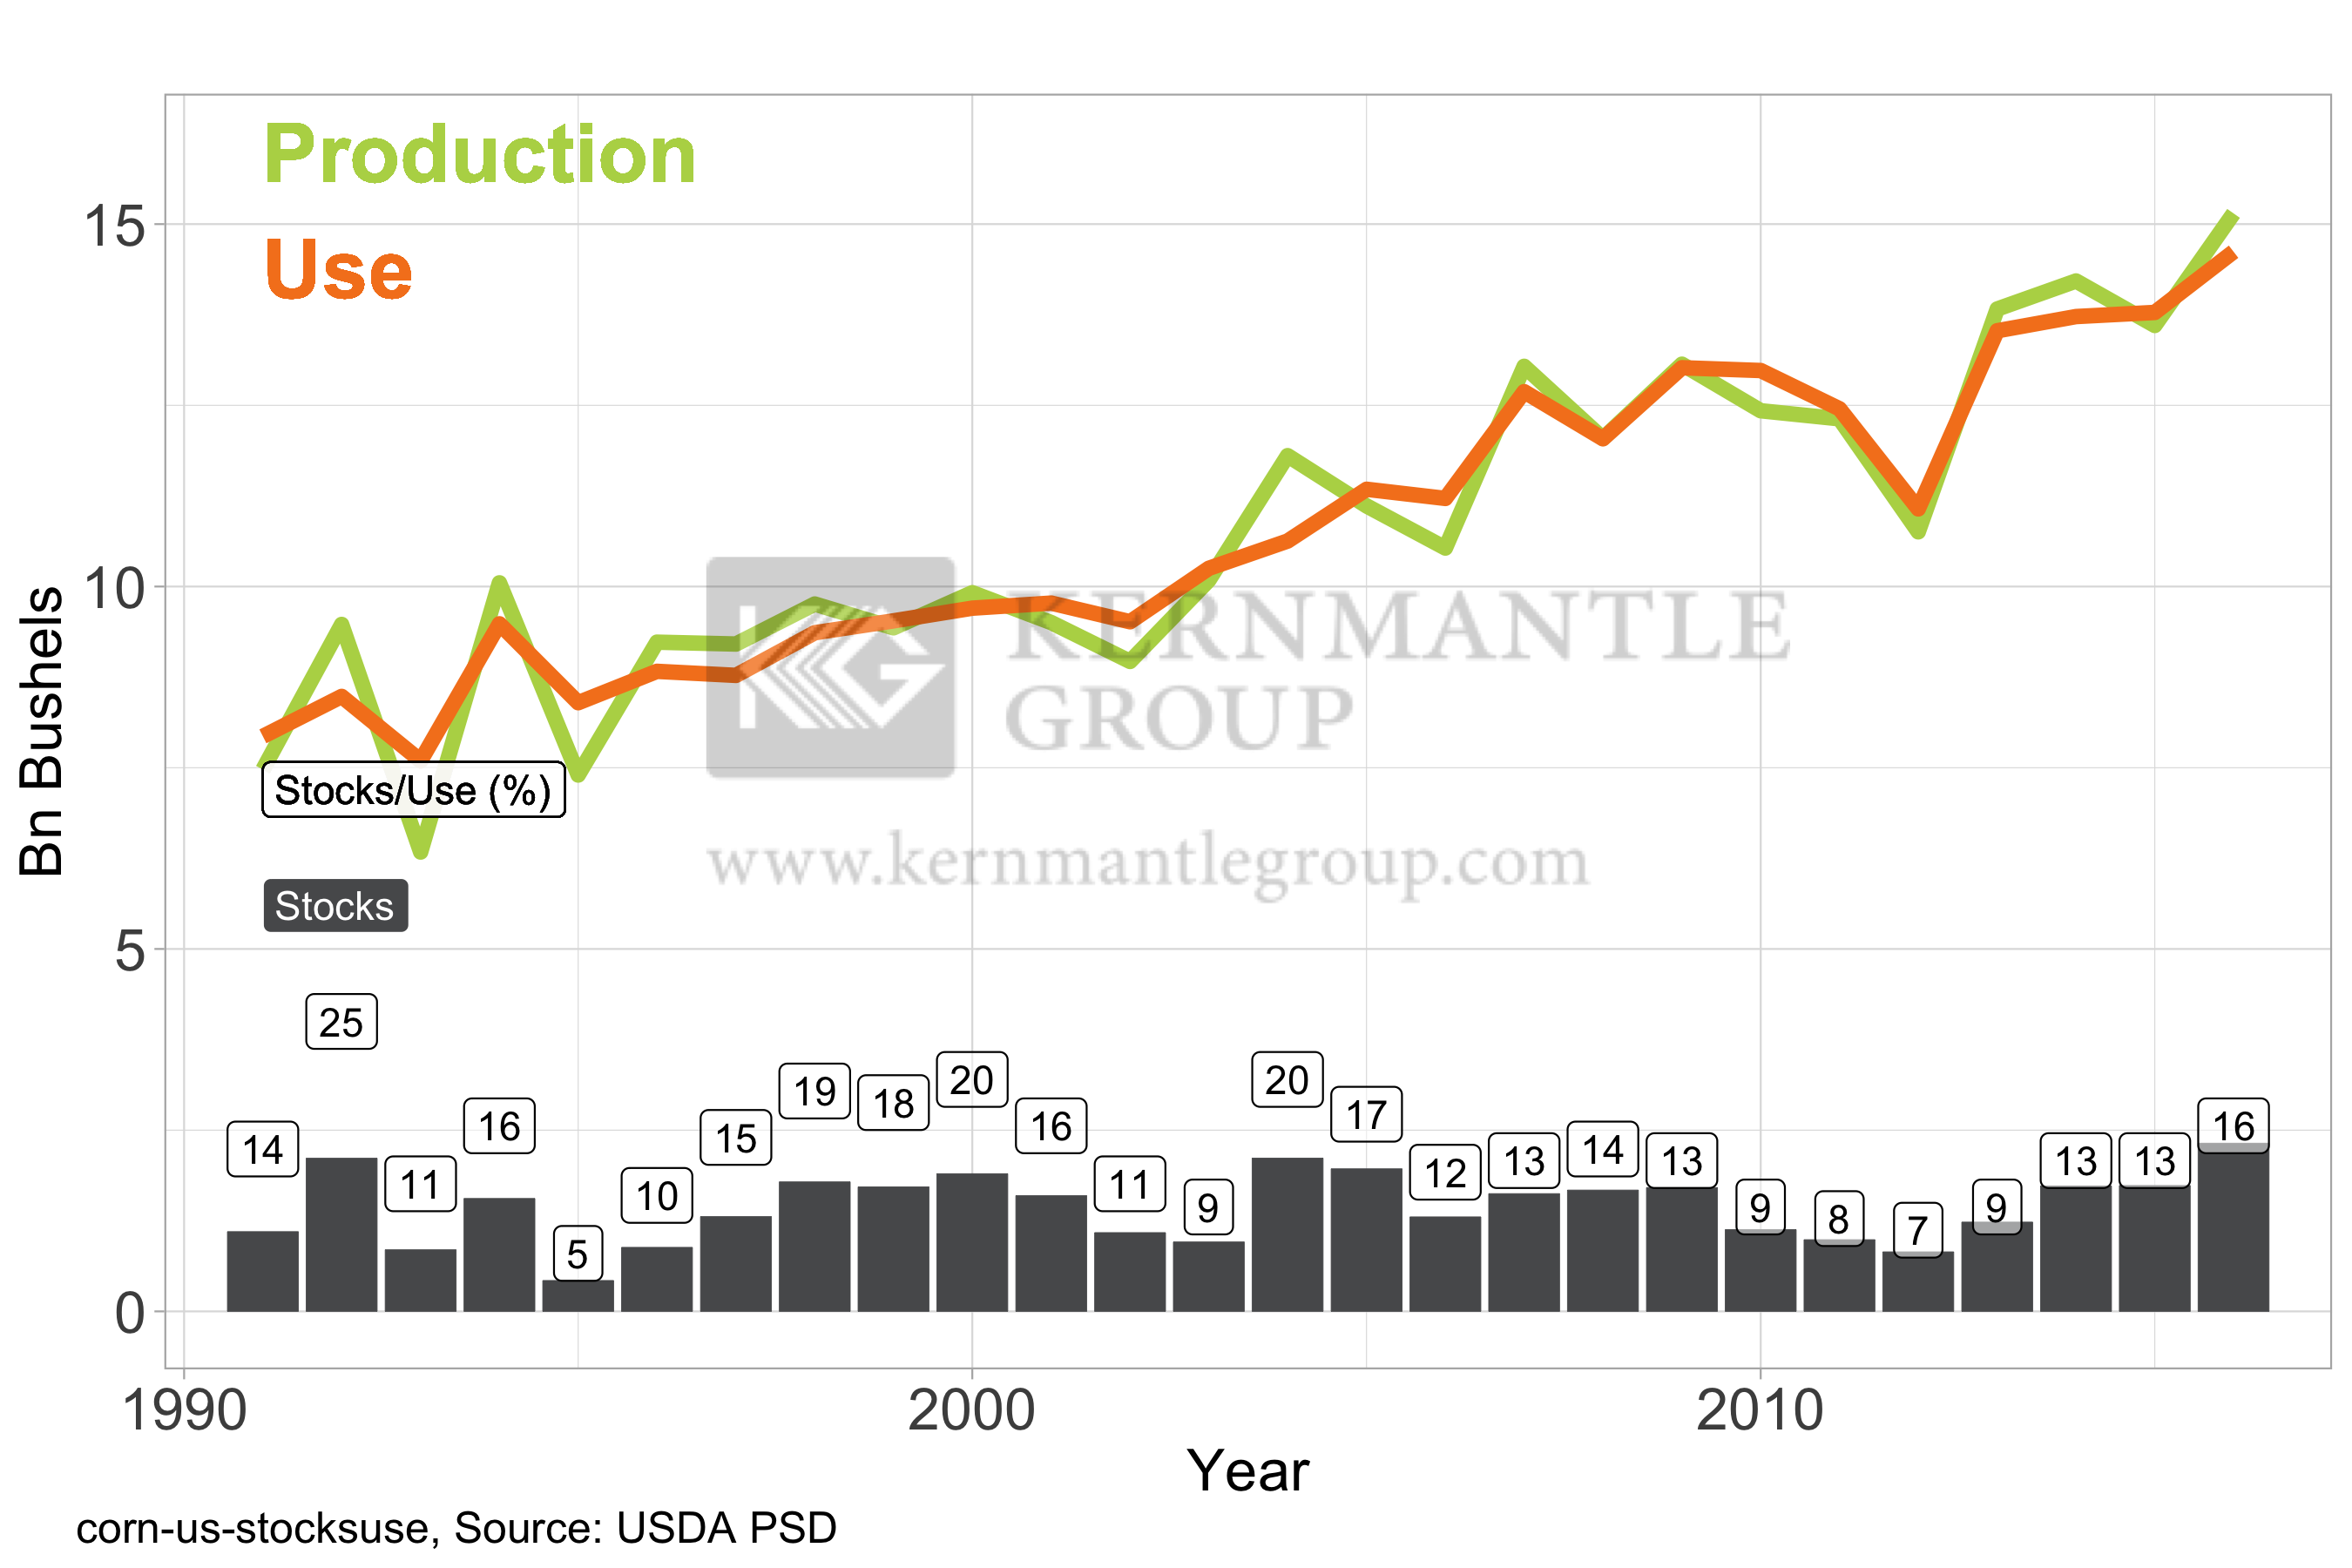 Production
15
Use
10
KERNMANTLE
GROUP
Bn Bushels
Stocks/Use (%)
www.kernmantlegroup.com
Stocks
5
14 25 11 16 5 10 15 19 18 20 16 11 9 20 17 12 13 14 13 9 8 7 9 13 13 16
0
1990 2000 2010
Year
corn-us-stocksuse, Source: USDA PSD